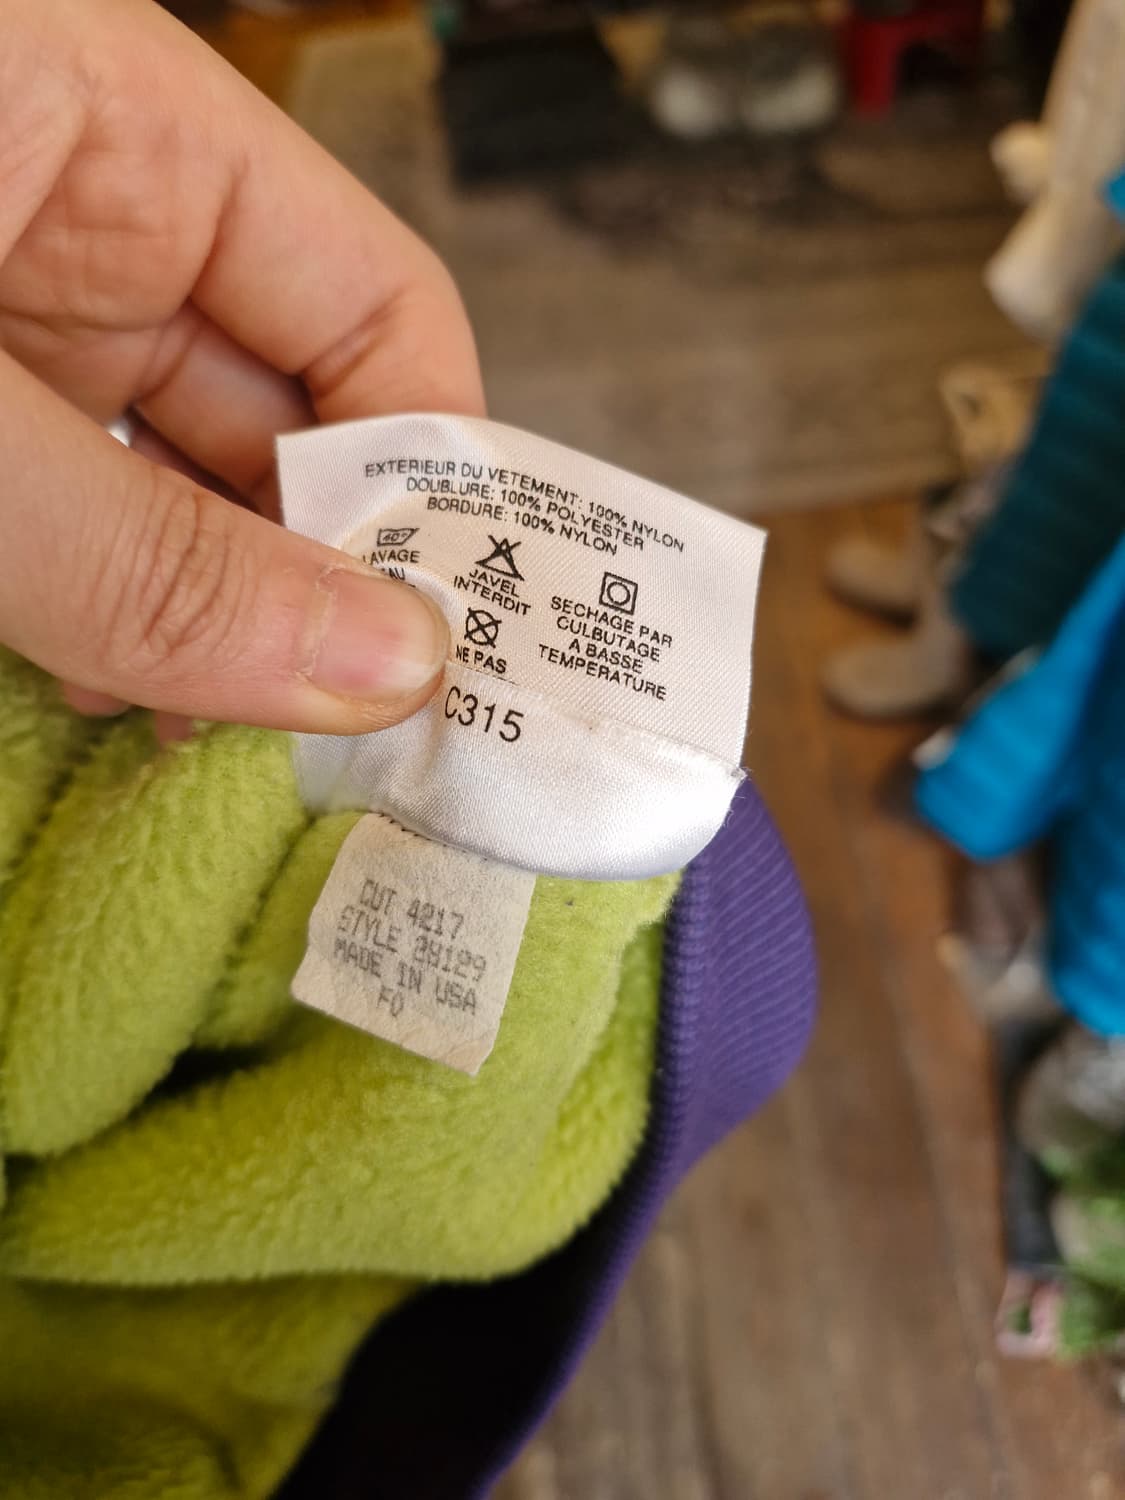 EXTERIEUR DU VETEMENT: 100% NYLON
DOUBLURE: 100% POLYESTER
BORDURE: 100% NYLON
40°
LAVAGE
JAVEL
INTERDIT
NE PAS
SECHAGE PAR
CULBUTAGE
A BASSE
TEMPERATURE
C315
CUT 4217
STYLE
MADE IN USA
FO